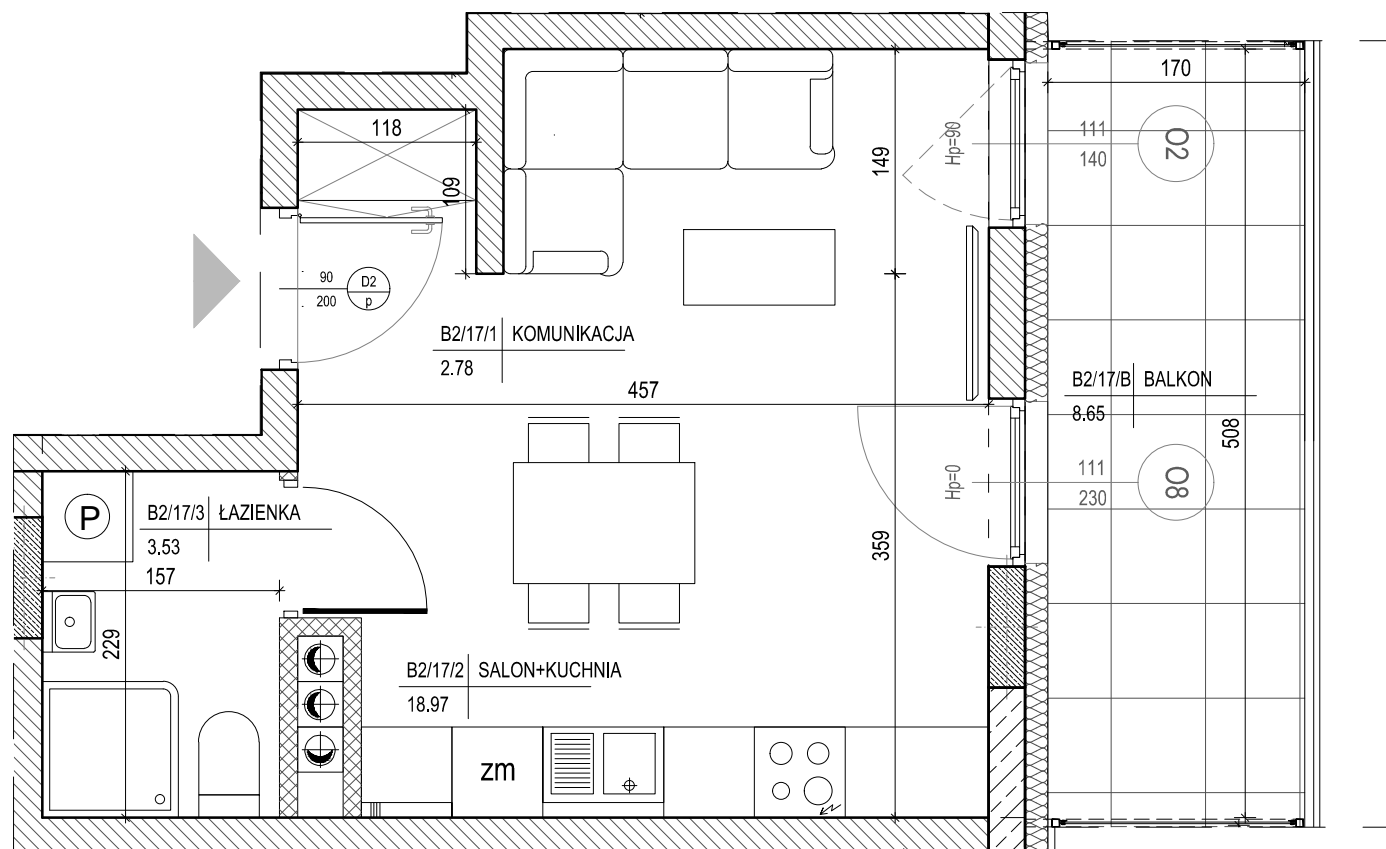 170
118
109
149
Hp=90
111
140
O2
90
200
D2
p
B2/17/1 KOMUNIKACJA
2.78
457
B2/17/B BALKON
8.65
508
Hp=0
111
230
O8
359
P
B2/17/3 ŁAZIENKA
3.53
157
229
B2/17/2 SALON+KUCHNIA
18.97
zm